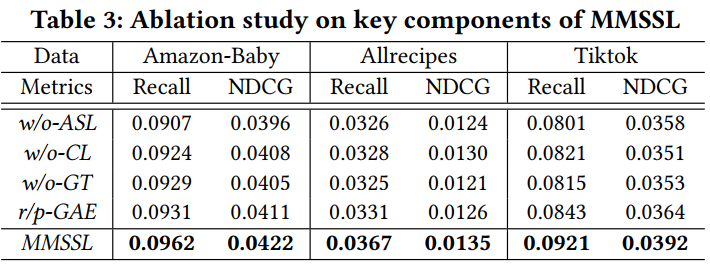 Table 3: Ablation study on key components of MMSSL
Data Amazon-Baby Allrecipes Tiktok
Metrics Recall NDCG Recall NDCG Recall NDCG
w/o-ASL 0.0907 0.0396 0.0326 0.0124 0.0801 0.0358
w/o-CL 0.0924 0.0408 0.0328 0.0130 0.0821 0.0351
w/o-GT 0.0929 0.0405 0.0325 0.0121 0.0815 0.0353
r/p-GAE 0.0931 0.0411 0.0331 0.0126 0.0843 0.0364
MMSSL 0.0962 0.0422 0.0367 0.0135 0.0921 0.0392